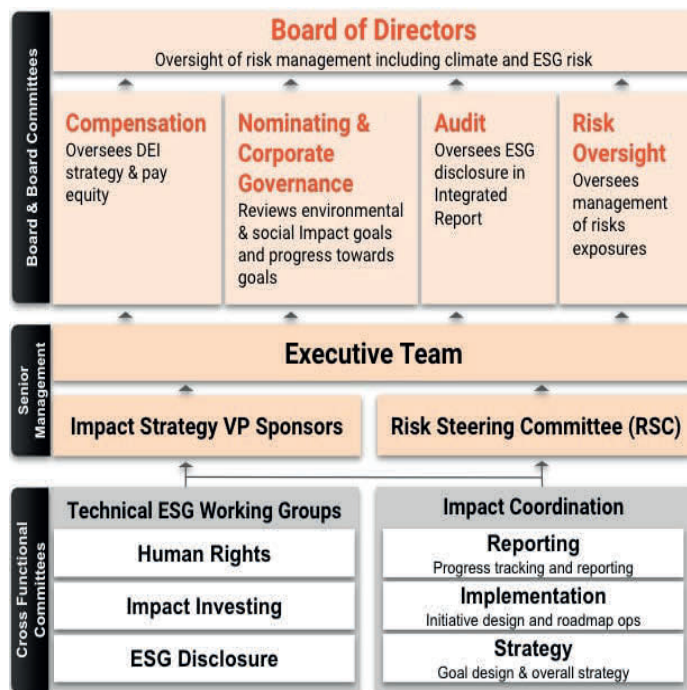 Board & Board Committees
Board of Directors
Oversight of risk management including climate and ESG risk
Compensation
Oversees DEI
strategy & pay
equity
Nominating &
Corporate
Governance
Reviews environmental
& social Impact goals
and progress towards
goals
Audit
Oversees ESG
disclosure in
Integrated
Report
Risk
Oversight
Oversees
management
of risks
exposures
Senior
Management
Executive Team
Impact Strategy VP Sponsors
Risk Steering Committee (RSC)
Cross Functional
Committees
Technical ESG Working Groups
Human Rights
Impact Investing
ESG Disclosure
Impact Coordination
Reporting
Progress tracking and reporting
Implementation
Initiative design and roadmap ops
Strategy
Goal design & overall strategy